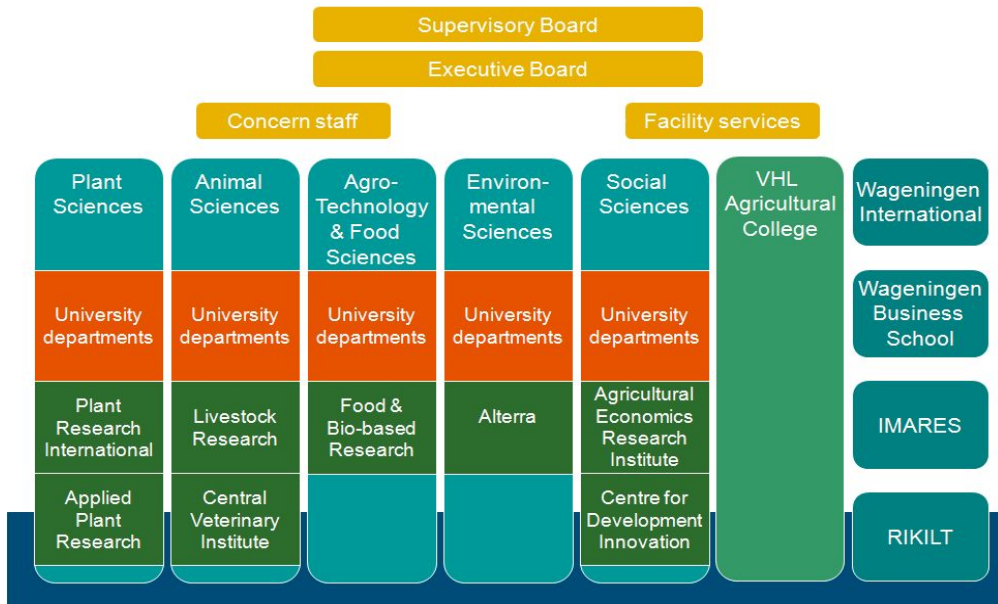 Supervisory Board
Executive Board
Concern staff
Facility services
Plant
Sciences
Animal
Sciences
Agro-
Technology
& Food
Sciences
Environ-
mental
Sciences
Social
Sciences
VHL
Agricultural
College
Wageningen
International
University
departments
University
departments
University
departments
University
departments
University
departments
Wageningen
Business
School
Plant
Research
International
Livestock
Research
Food &
Bio-based
Research
Alterra
Agricultural
Economics
Research
Institute
IMARES
Applied
Plant
Research
Central
Veterinary
Institute
Centre for
Development
Innovation
RIKILT